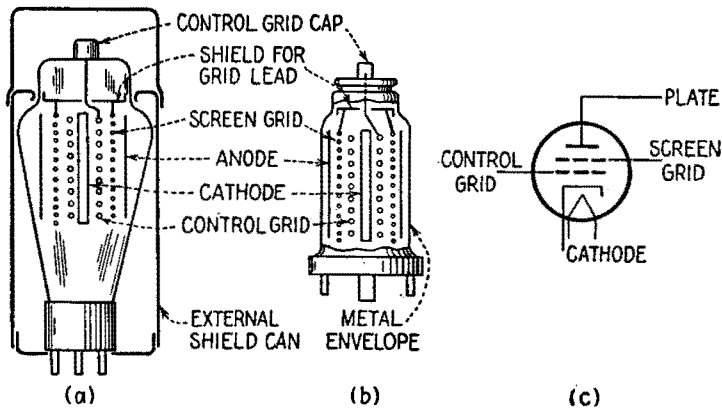 CONTROL GRID CAP
SHIELD FOR
GRID LEAD
SCREEN GRID
ANODE
CATHODE
CONTROL GRID
EXTERNAL
SHIELD CAN
METAL
ENVELOPE
PLATE
CONTROL
GRID
SCREEN
GRID
CATHODE
(a)
(b)
(c)